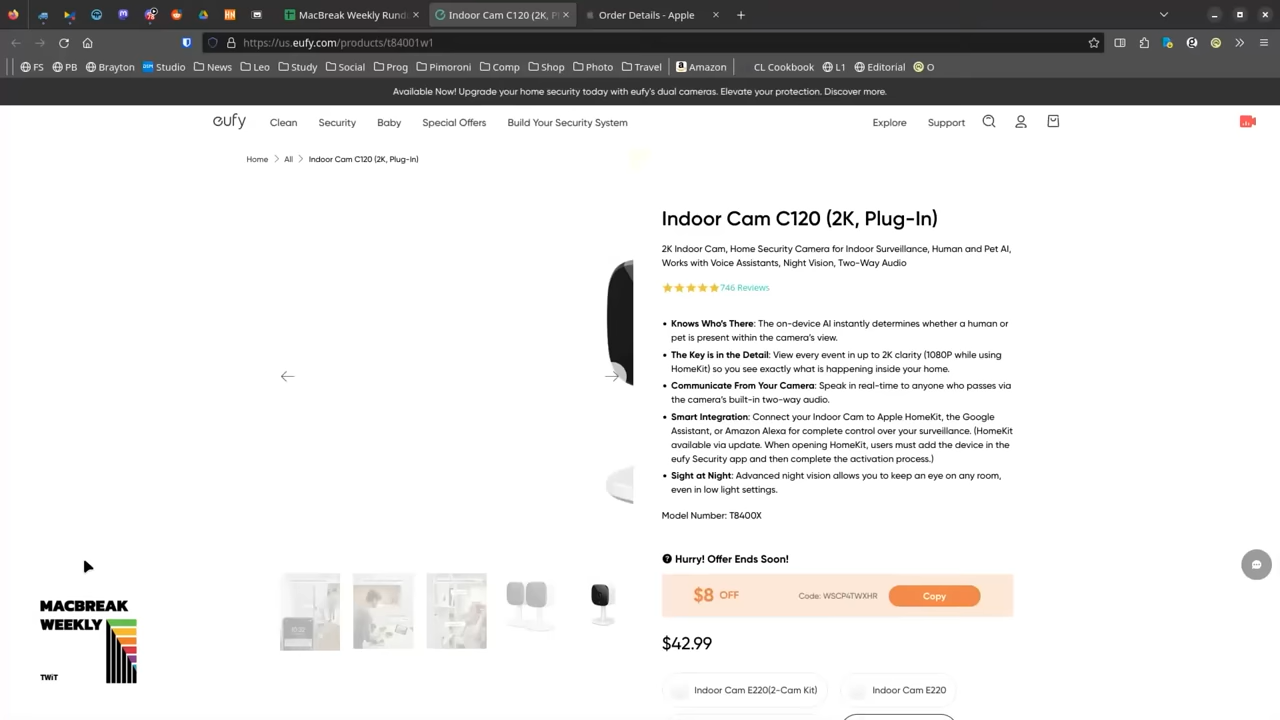 MacBreak Weekly Rund
Indoor Cam C120 (2K, P
Order Details - Apple
https://us.eufy.com/products/t84001w1
FS PB Brayton Studio News Leo Study Social Prog Pimoroni Comp Shop Photo Travel Amazon CL Cookbook L1 Editorial O
Available Now! Upgrade your home security today with eufy's dual cameras. Elevate your protection. Discover more.
eufy Clean Security Baby Special Offers Build Your Security System Explore Support
Home > All > Indoor Cam C120 (2K, Plug-In)
Indoor Cam C120 (2K, Plug-In)
2K Indoor Cam, Home Security Camera for Indoor Surveillance, Human and Pet AI,
Works with Voice Assistants, Night Vision, Two-Way Audio
746 Reviews
• Knows Who's There: The on-device AI instantly determines whether a human or
pet is present within the camera's view.
• The Key is in the Detail: View every event in up to 2K clarity (1080P while using
HomeKit) so you see exactly what is happening inside your home.
• Communicate From Your Camera: Speak in real-time to anyone who passes via
the camera's built-in two-way audio.
• Smart Integration: Connect your Indoor Cam to Apple HomeKit, the Google
Assistant, or Amazon Alexa for complete control over your surveillance. (HomeKit
available via update. When opening HomeKit, users must add the device in the
eufy Security app and then complete the activation process.)
• Sight at Night: Advanced night vision allows you to keep an eye on any room,
even in low light settings.
Model Number: T8400X
Hurry! Offer Ends Soon!
$8 OFF Code: WSCP4TWXHR Copy
$42.99
Indoor Cam E220(2-Cam Kit) Indoor Cam E220
MACBREAK
WEEKLY
TWiT